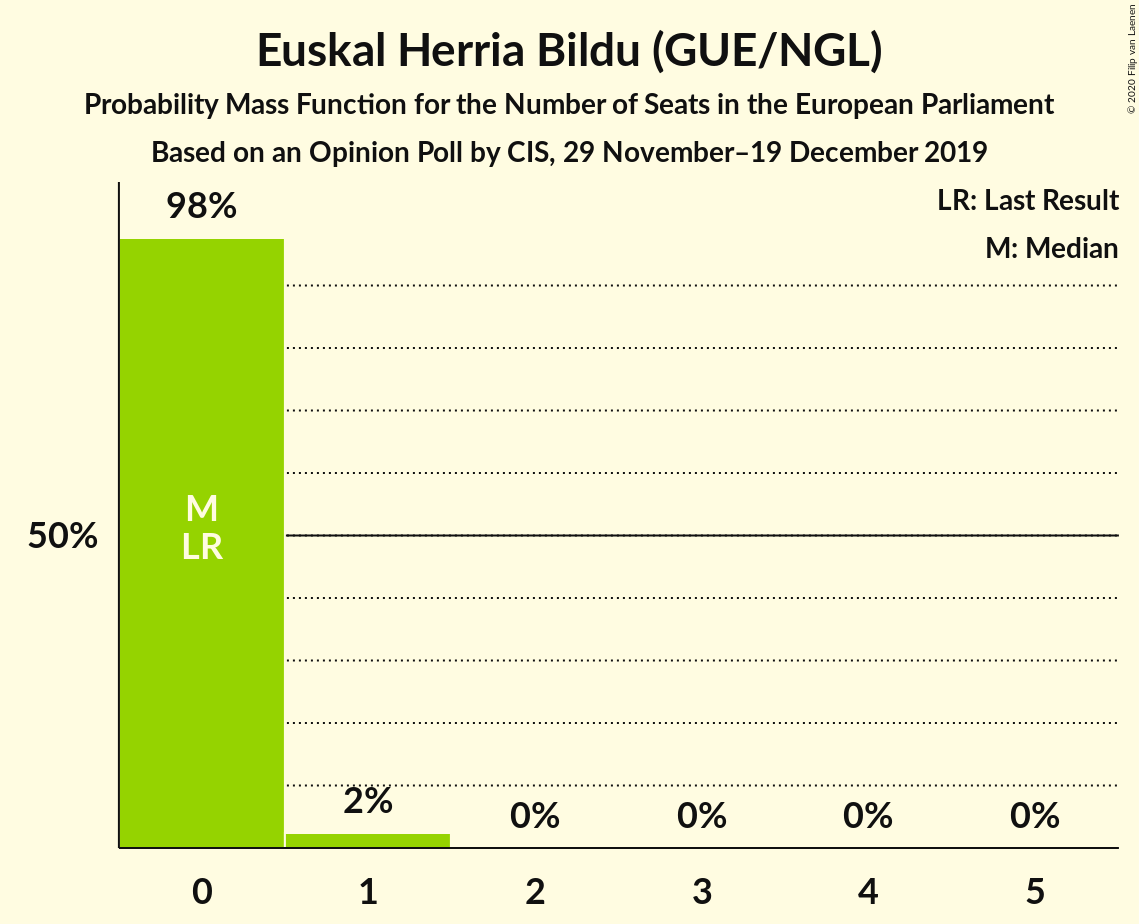 Euskal Herria Bildu (GUE/NGL)
Probability Mass Function for the Number of Seats in the European Parliament
Based on an Opinion Poll by CIS, 29 November–19 December 2019
© 2020 Filip van Laenen
LR: Last Result
M: Median
98%
M
LR
50%
2%
0%
0%
0%
0%
0
1
2
3
4
5